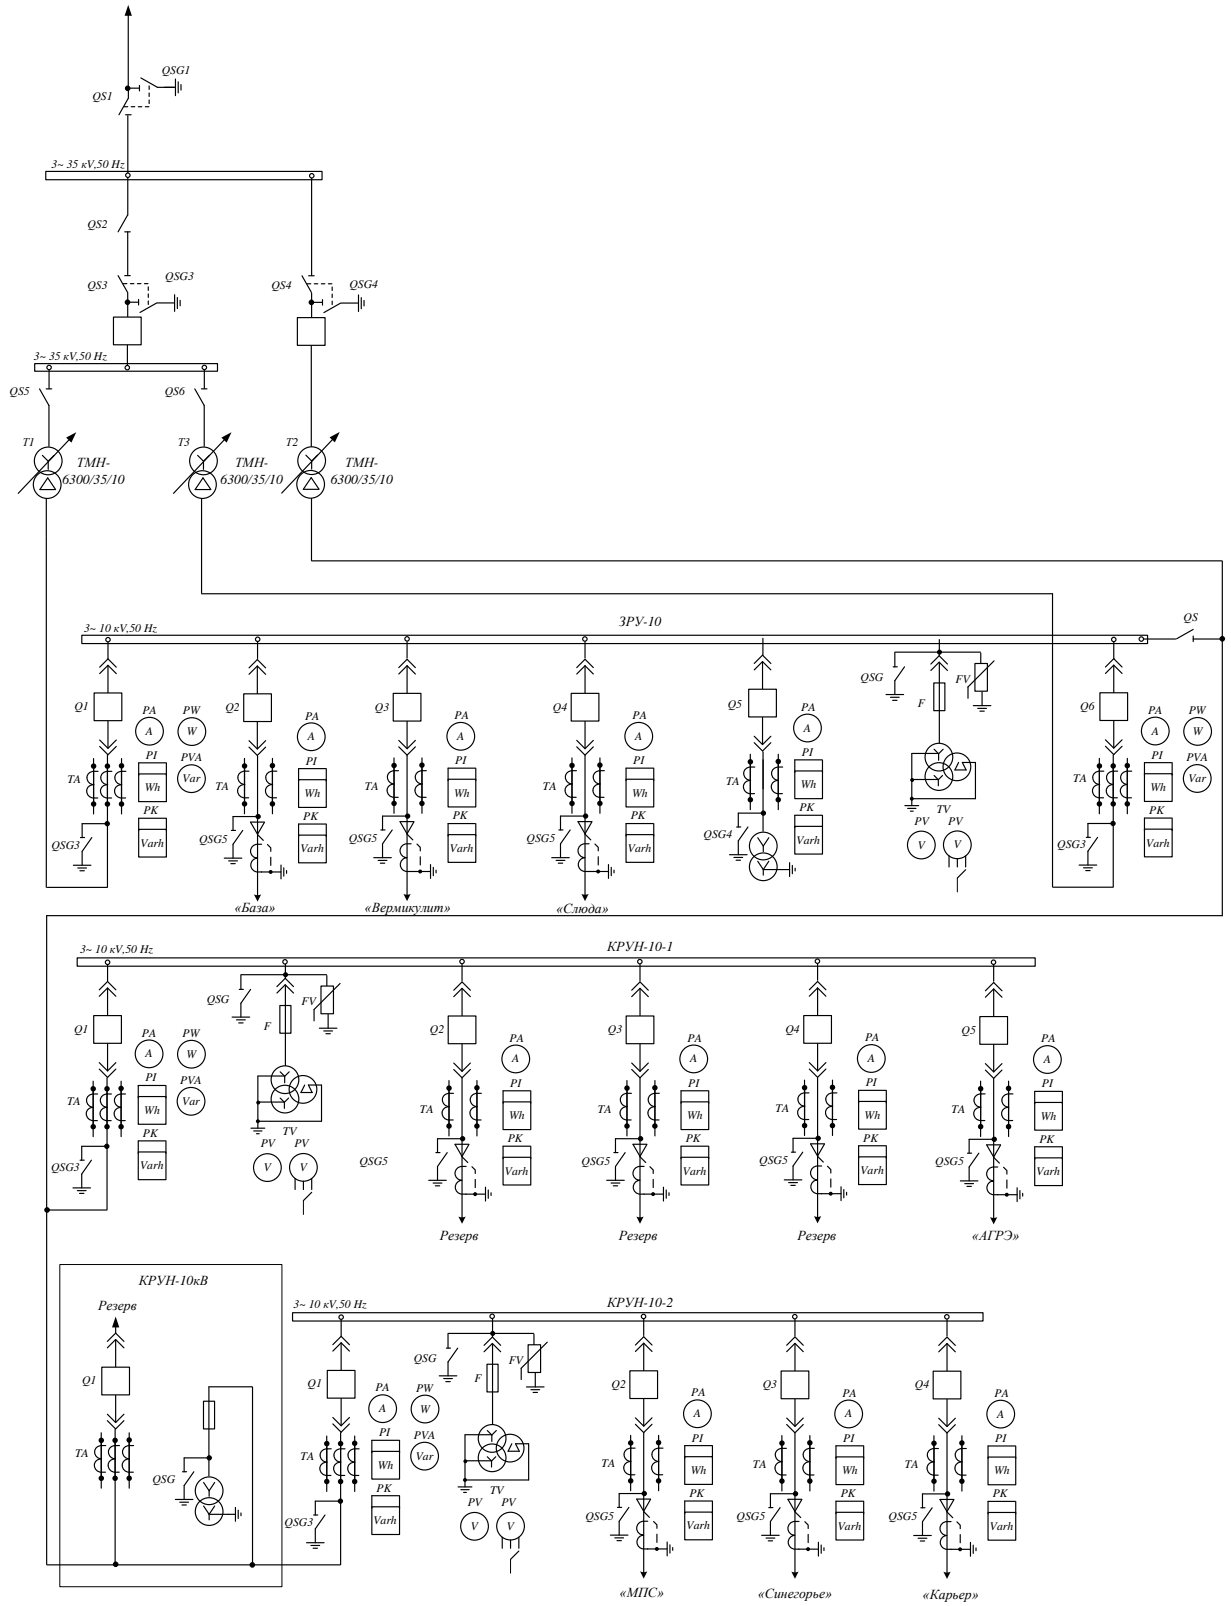 QSG1
QS1
3~ 35 кV,50 Hz
QS2
QS3
QSG3
QS4
QSG4
3~ 35 кV,50 Hz
QS5
QS6
T1
ТМН-
6300/35/10
T3
ТМН-
6300/35/10
T2
ТМН-
6300/35/10
3~ 10 кV,50 Hz
ЗРУ-10
QS
Q1
PA
A
PW
W
PI
Wh
PVA
Var
TA
PK
Varh
QSG3
Q2
PA
A
PI
Wh
TA
PK
Varh
QSG5
«База»
Q3
PA
A
PI
Wh
TA
PK
Varh
QSG5
«Вермикулит»
Q4
PA
A
PI
Wh
TA
PK
Varh
QSG5
«Слюда»
Q5
PA
A
PI
Wh
TA
PK
Varh
QSG4
QSG
F
FV
TV
PV
V
PV
V
Q6
PA
A
PW
W
PI
Wh
PVA
Var
TA
PK
Varh
QSG3
3~ 10 кV,50 Hz
КРУН-10-1
Q1
PA
A
PW
W
PI
Wh
PVA
Var
TA
PK
Varh
QSG3
QSG
F
FV
TV
PV
V
PV
V
QSG5
Q2
PA
A
PI
Wh
TA
PK
Varh
Резерв
Q3
PA
A
PI
Wh
TA
PK
Varh
QSG5
Резерв
Q4
PA
A
PI
Wh
TA
PK
Varh
QSG5
Резерв
Q5
PA
A
PI
Wh
TA
PK
Varh
QSG5
«АГРЭ»
КРУН-10кВ
Резерв
Q1
TA
QSG
3~ 10 кV,50 Hz
КРУН-10-2
Q1
PA
A
PW
W
PI
Wh
PVA
Var
TA
PK
Varh
QSG3
QSG
F
FV
TV
PV
V
PV
V
Q2
PA
A
PI
Wh
TA
PK
Varh
QSG5
«МПС»
Q3
PA
A
PI
Wh
TA
PK
Varh
QSG5
«Синегорье»
Q4
PA
A
PI
Wh
TA
PK
Varh
QSG5
«Карьер»